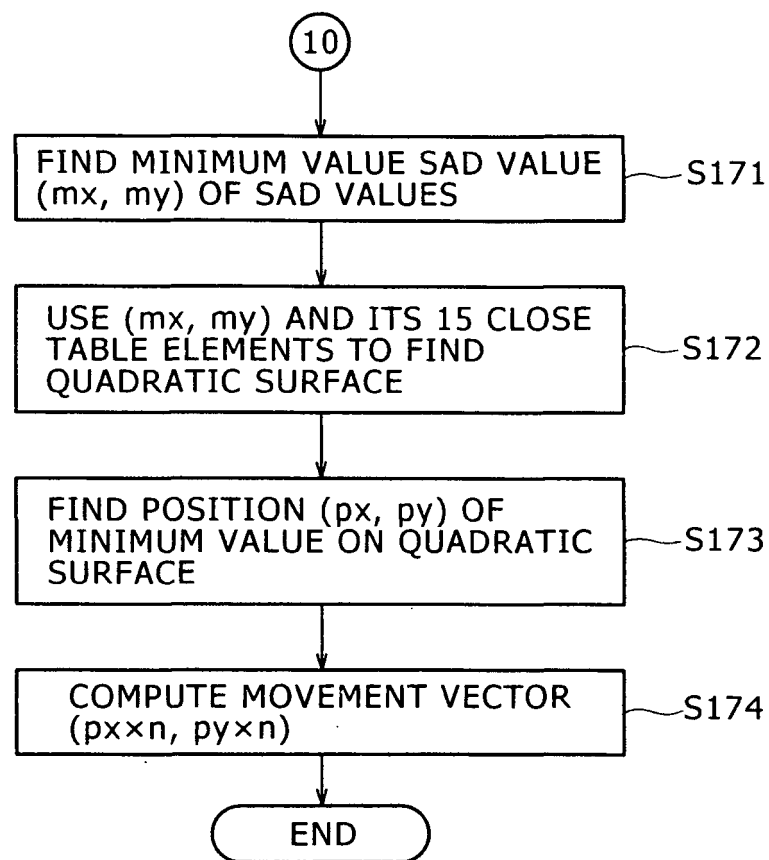 10
FIND MINIMUM VALUE SAD VALUE
(mx, my) OF SAD VALUES
S171
USE (mx, my) AND ITS 15 CLOSE
TABLE ELEMENTS TO FIND
QUADRATIC SURFACE
S172
FIND POSITION (px, py) OF
MINIMUM VALUE ON QUADRATIC
SURFACE
S173
COMPUTE MOVEMENT VECTOR
(px×n, py×n)
S174
END